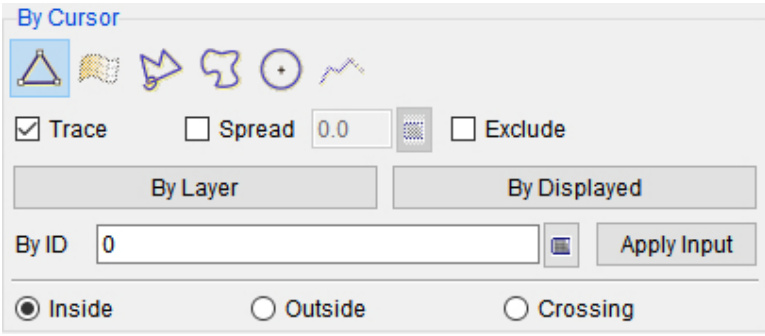 By Cursor
Trace Spread 0.0 Exclude
By Layer By Displayed
By ID 0 Apply Input
Inside Outside Crossing